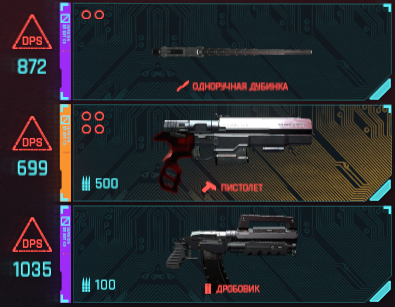 DPS
872
ОДНОРУЧНАЯ ДУБИНКА
DPS
699
500
ПИСТОЛЕТ
DPS
1035
100
ДРОБОВИК